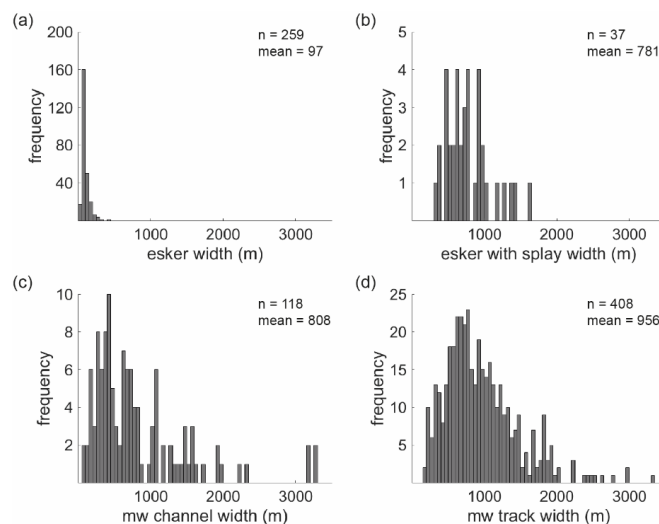 (a)
n = 259
mean = 97
frequency
200
160
120
80
40
1000 2000 3000
esker width (m)
(b)
n = 37
mean = 781
frequency
5
4
3
2
1
1000 2000 3000
esker with splay width (m)
(c)
n = 118
mean = 808
frequency
10
8
6
4
2
1000 2000 3000
mw channel width (m)
(d)
n = 408
mean = 956
frequency
25
20
15
10
5
1000 2000 3000
mw track width (m)